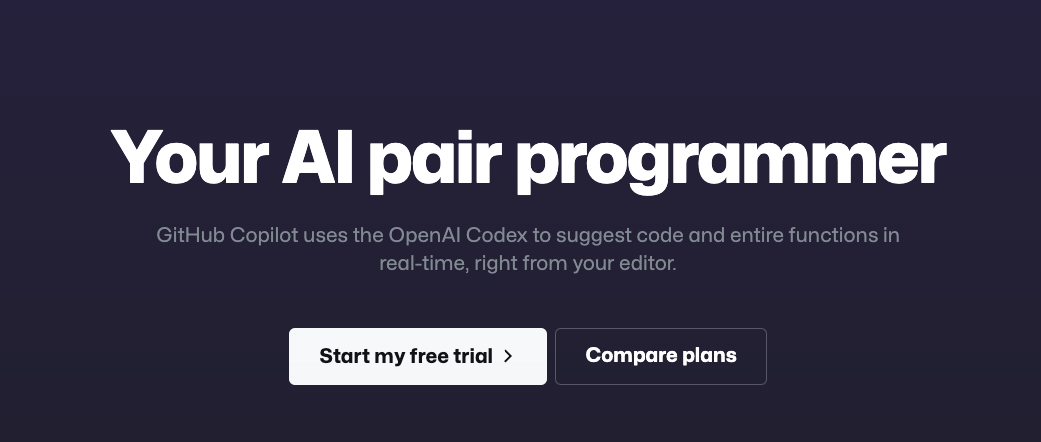 Your AI pair programmer
GitHub Copilot uses the OpenAI Codex to suggest code and entire functions in
real-time, right from your editor.
Start my free trial
Compare plans